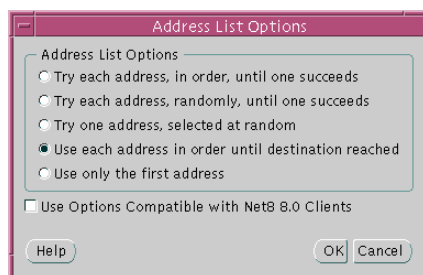 Address List Options
Address List Options
Try each address, in order, until one succeeds
Try each address, randomly, until one succeeds
Try one address, selected at random
Use each address in order until destination reached
Use only the first address
Use Options Compatible with Net8 8.0 Clients
Help OK Cancel